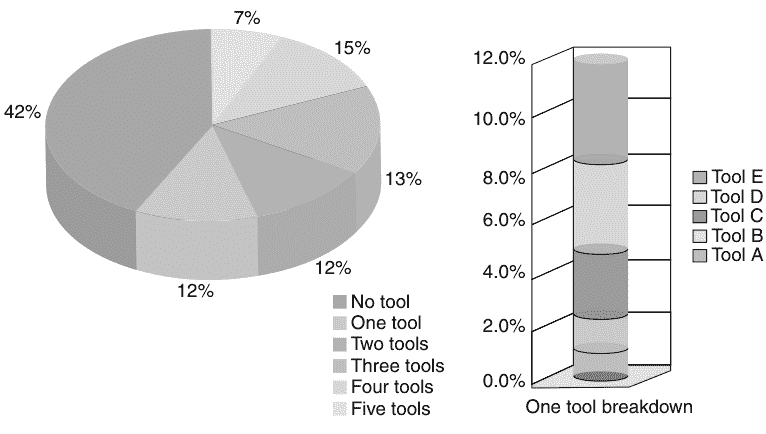 7%
15%
42%
13%
12%
12%
No tool
One tool
Two tools
Three tools
Four tools
Five tools
12.0%
10.0%
8.0%
6.0%
4.0%
2.0%
0.0%
One tool breakdown
Tool E
Tool D
Tool C
Tool B
Tool A